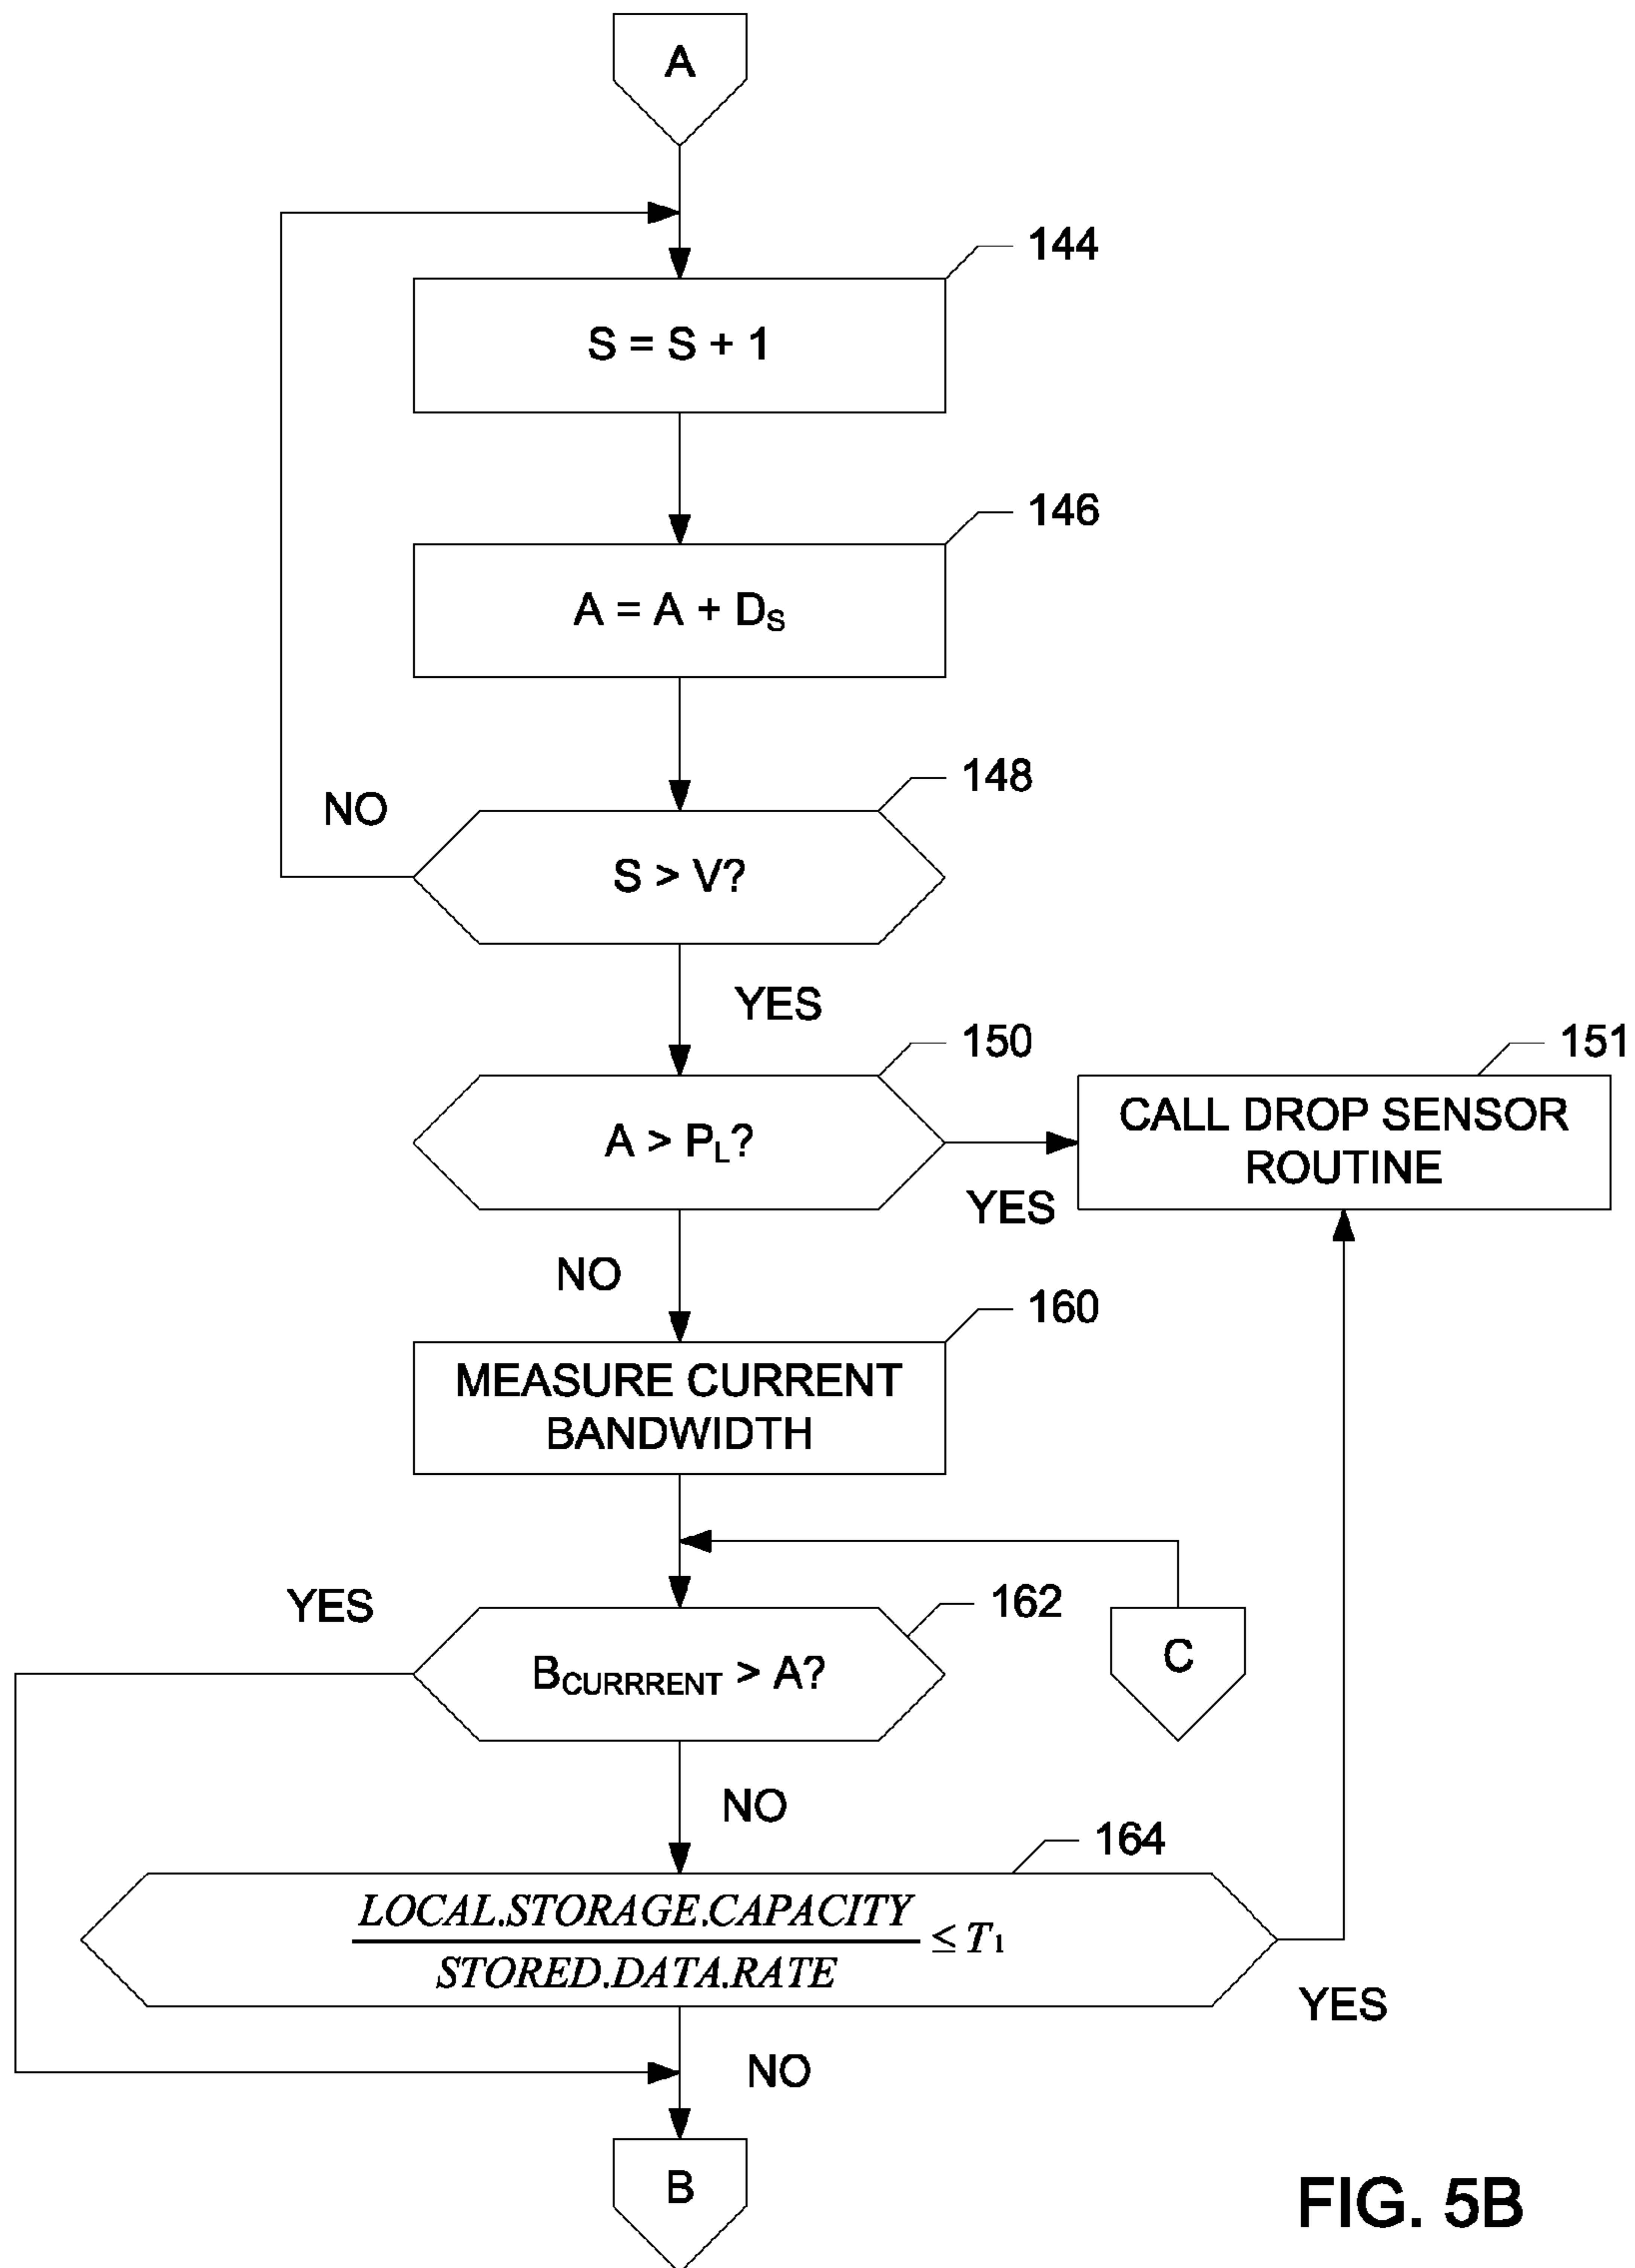 A
144
S = S + 1
146
A = A + DS
148
NO
S > V?
YES
150
151
A > PL?
CALL DROP SENSOR
ROUTINE
YES
NO
160
MEASURE CURRENT
BANDWIDTH
YES
162
BCURRRENT > A?
C
NO
164
LOCAL.STORAGE.CAPACITY
STORED.DATA.RATE
≤ T1
YES
NO
B
FIG. 5B